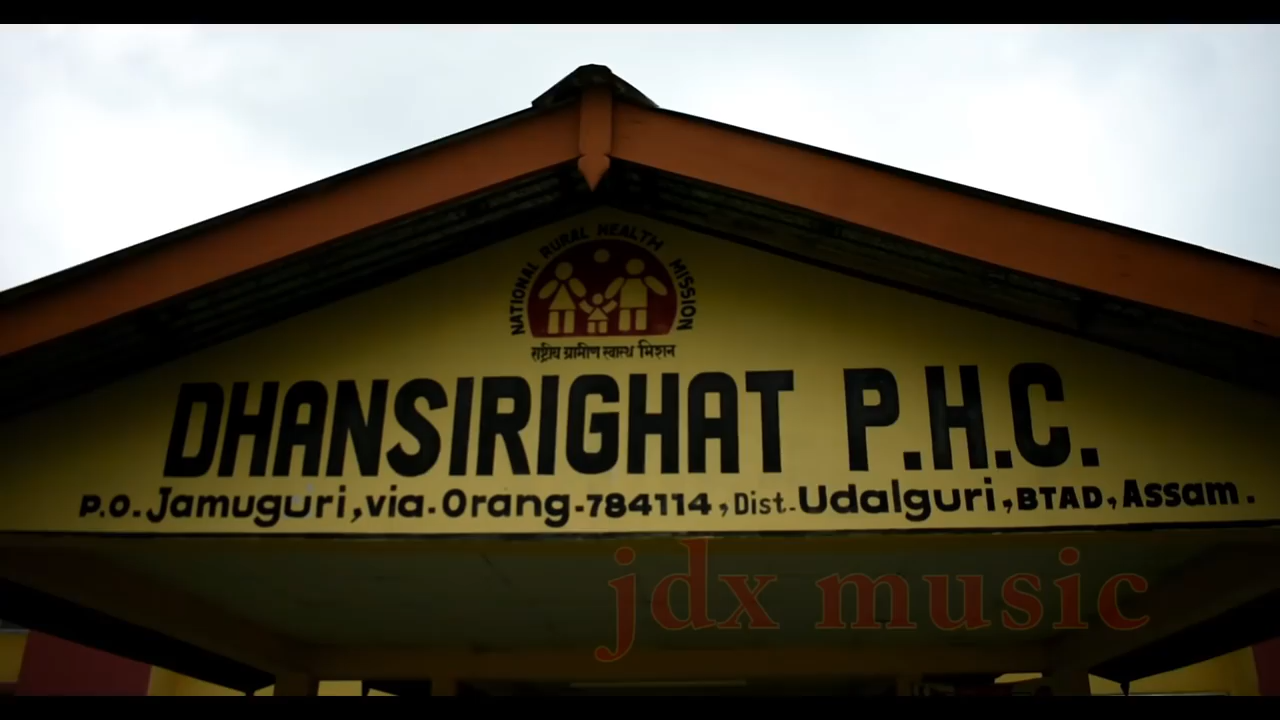 NATIONAL RURAL HEALTH MISSION
राष्ट्रीय ग्रामीण स्वास्थ मिशन
DHANSIRIGHAT P.H.C.
P.O. Jamuguri, via. Orang-784114, Dist. Udalguri, BTAD, Assam.
jdx music